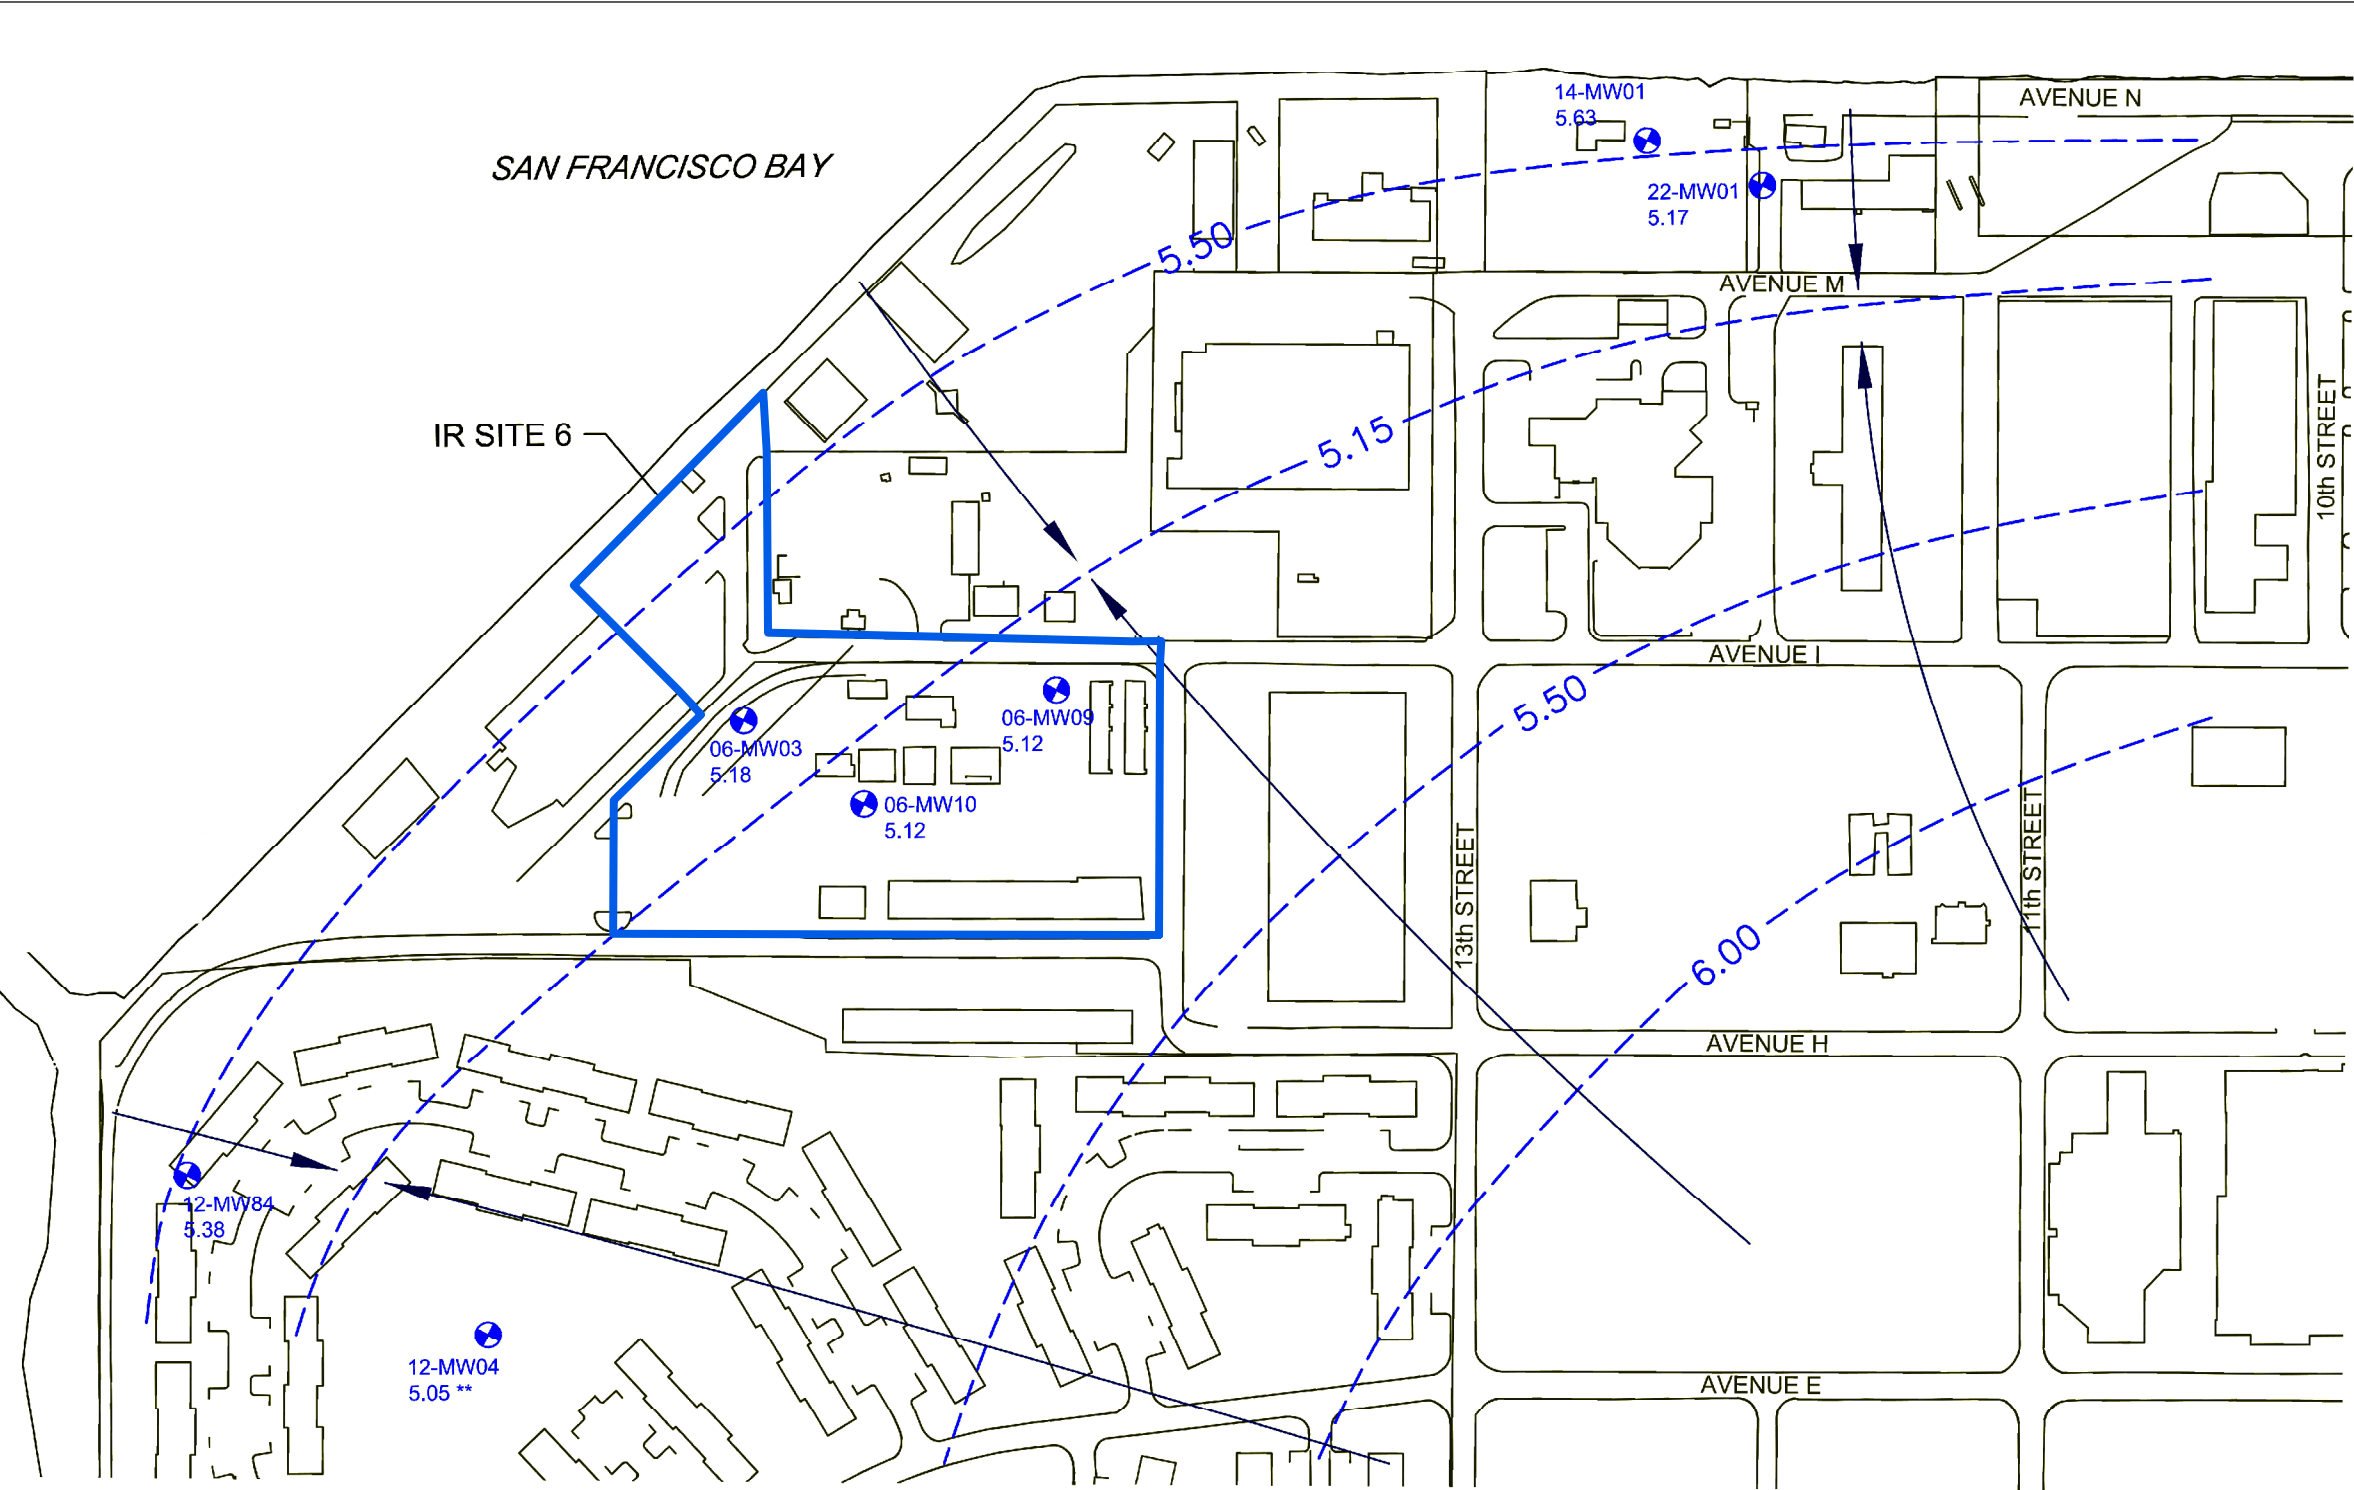 14-MW01
5.63
AVENUE N
SAN FRANCISCO BAY
22-MW01
5.17
5.50
AVENUE M
IR SITE 6
5.15
10th STREET
AVENUE I
5.50
06-MW09
5.12
06-MW03
5.18
06-MW10
5.12
13th STREET
11th STREET
6.00
AVENUE H
12-MW84
5.38
12-MW04
5.05 **
AVENUE E